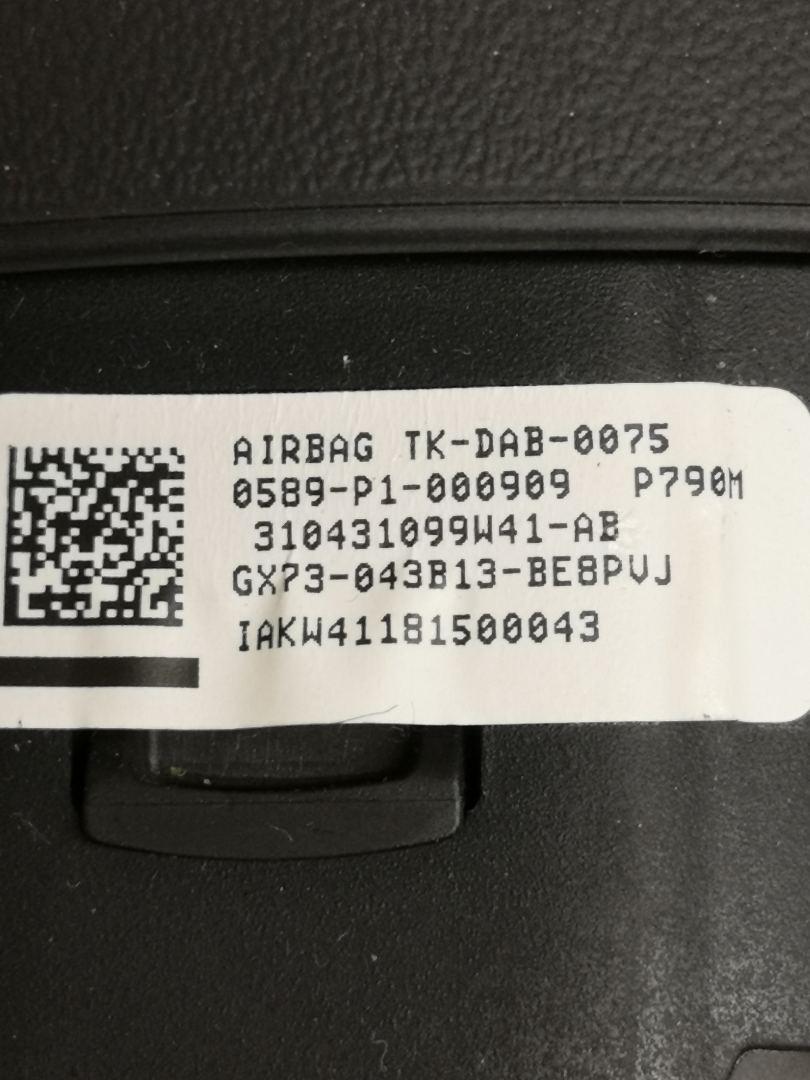 AIRBAG TK-DAB-0075
0589-P1-000909 P790M
310431099W41-AB
GX73-043B13-BE8PVJ
IAKW41181500043